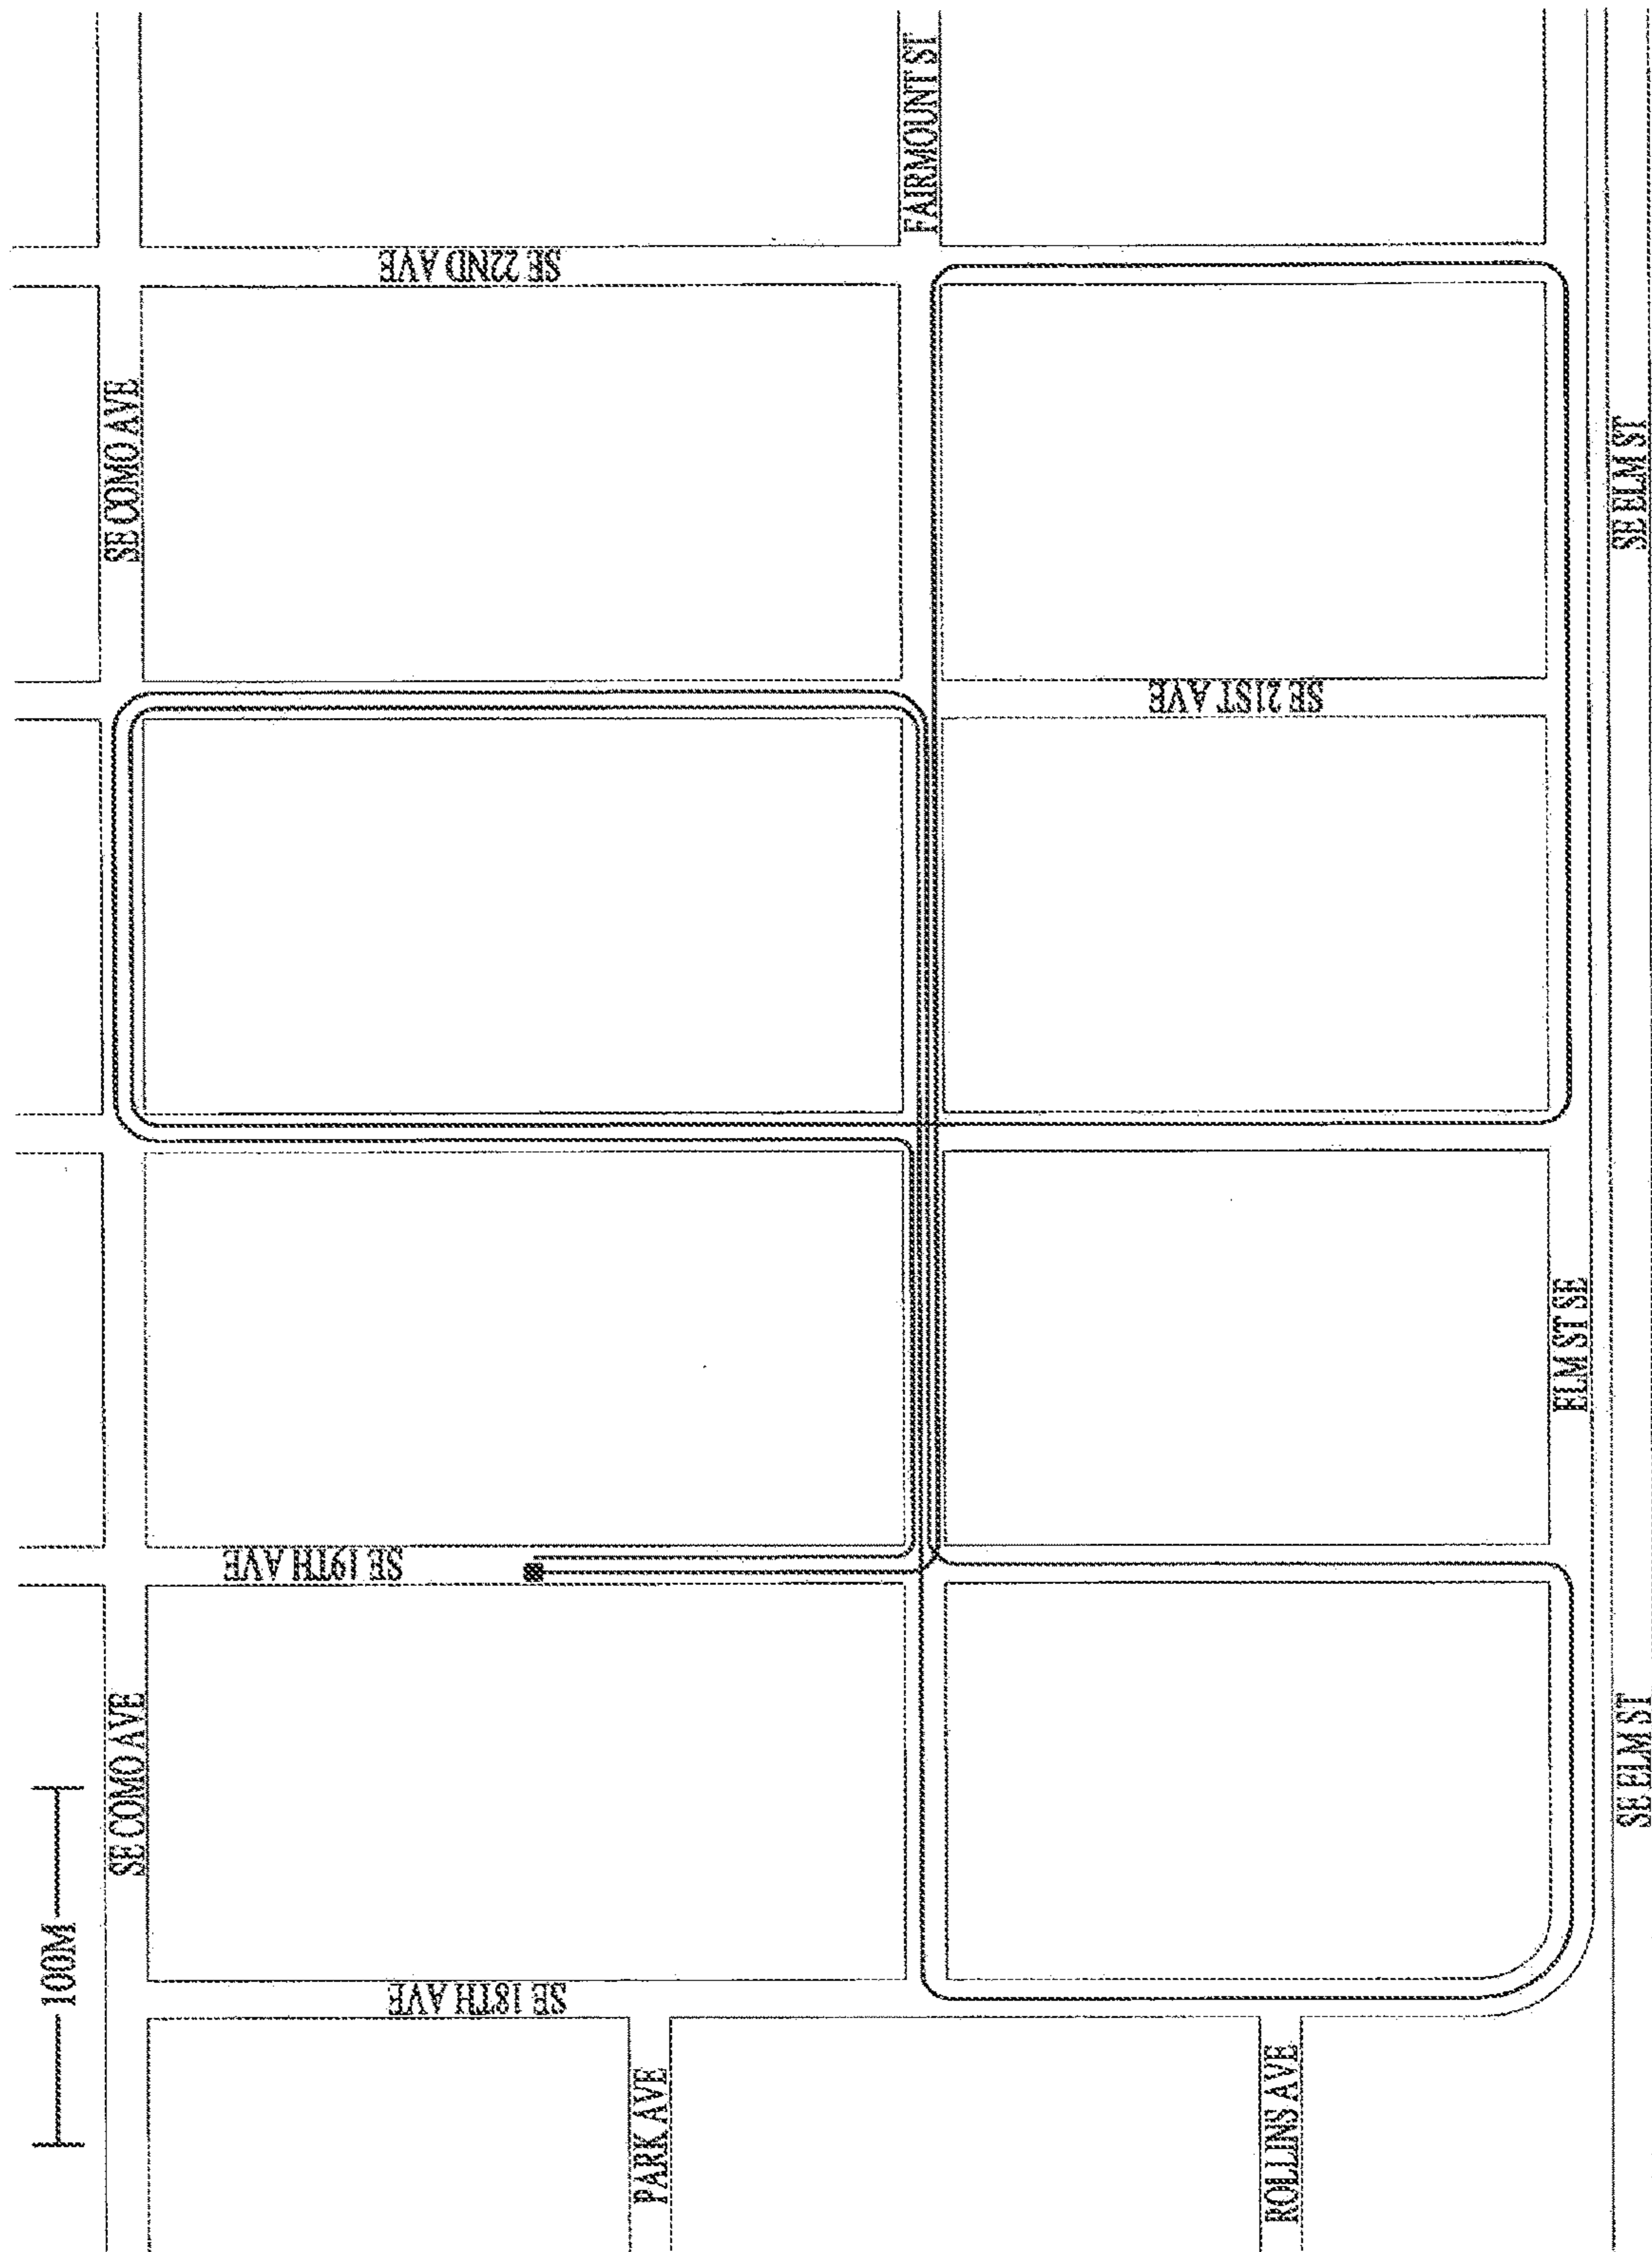 FAIRMOUNT ST
SE 22ND AVE
SE COMO AVE
SE ELM ST
SE 21ST AVE
ELM ST SE
SE 19TH AVE
SE COMO AVE
SE ELM ST
100M
SE 18TH AVE
PARK AVE
ROLLINS AVE